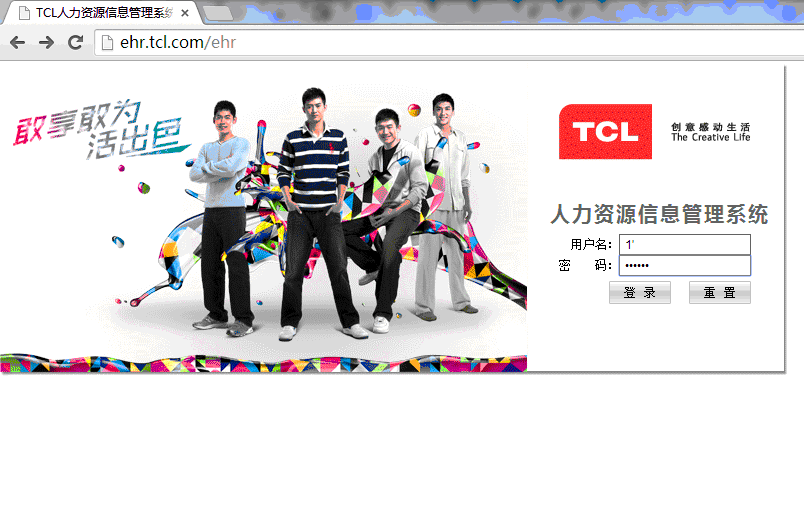 TCL人力资源信息管理系统
ehr.tcl.com/ehr
敢享敢为
活出色
TCL
创意感动生活
The Creative Life
人力资源信息管理系统
用户名： 1'
密 码： ••••••
登 录 重 置